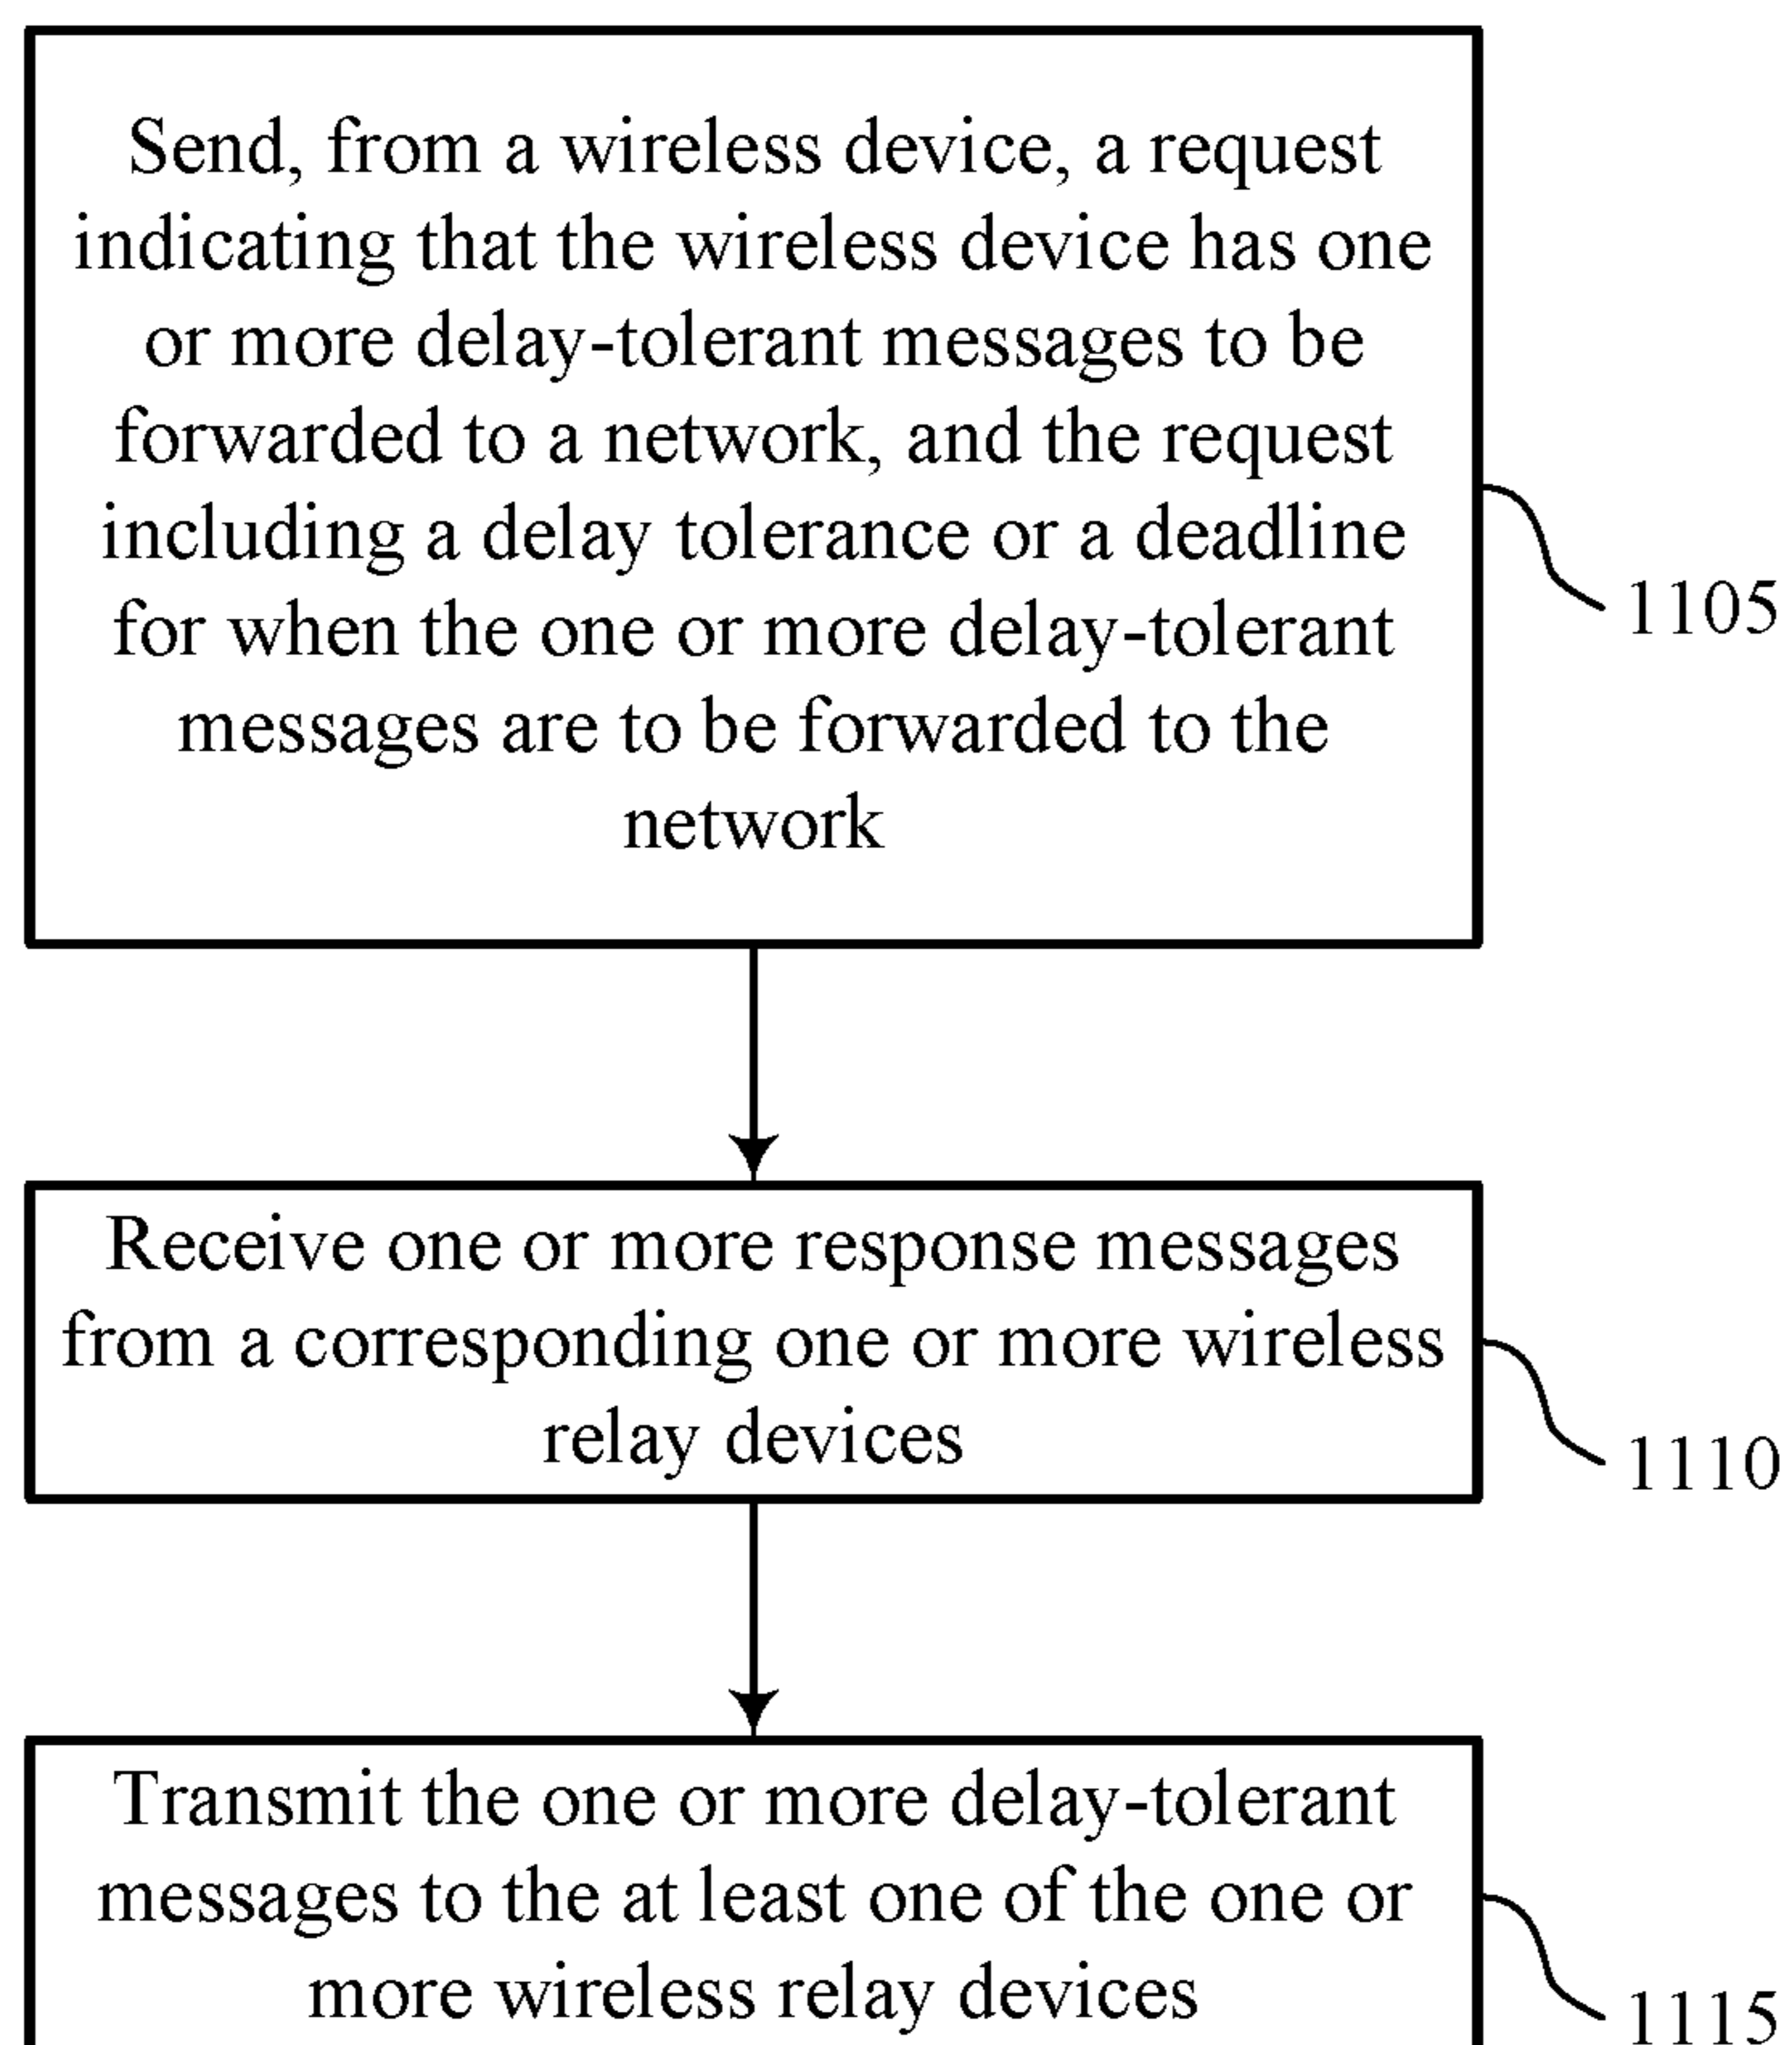 Send, from a wireless device, a request
indicating that the wireless device has one
or more delay-tolerant messages to be
forwarded to a network, and the request
including a delay tolerance or a deadline
for when the one or more delay-tolerant
messages are to be forwarded to the
network
1105
Receive one or more response messages
from a corresponding one or more wireless
relay devices
1110
Transmit the one or more delay-tolerant
messages to the at least one of the one or
more wireless relay devices
1115